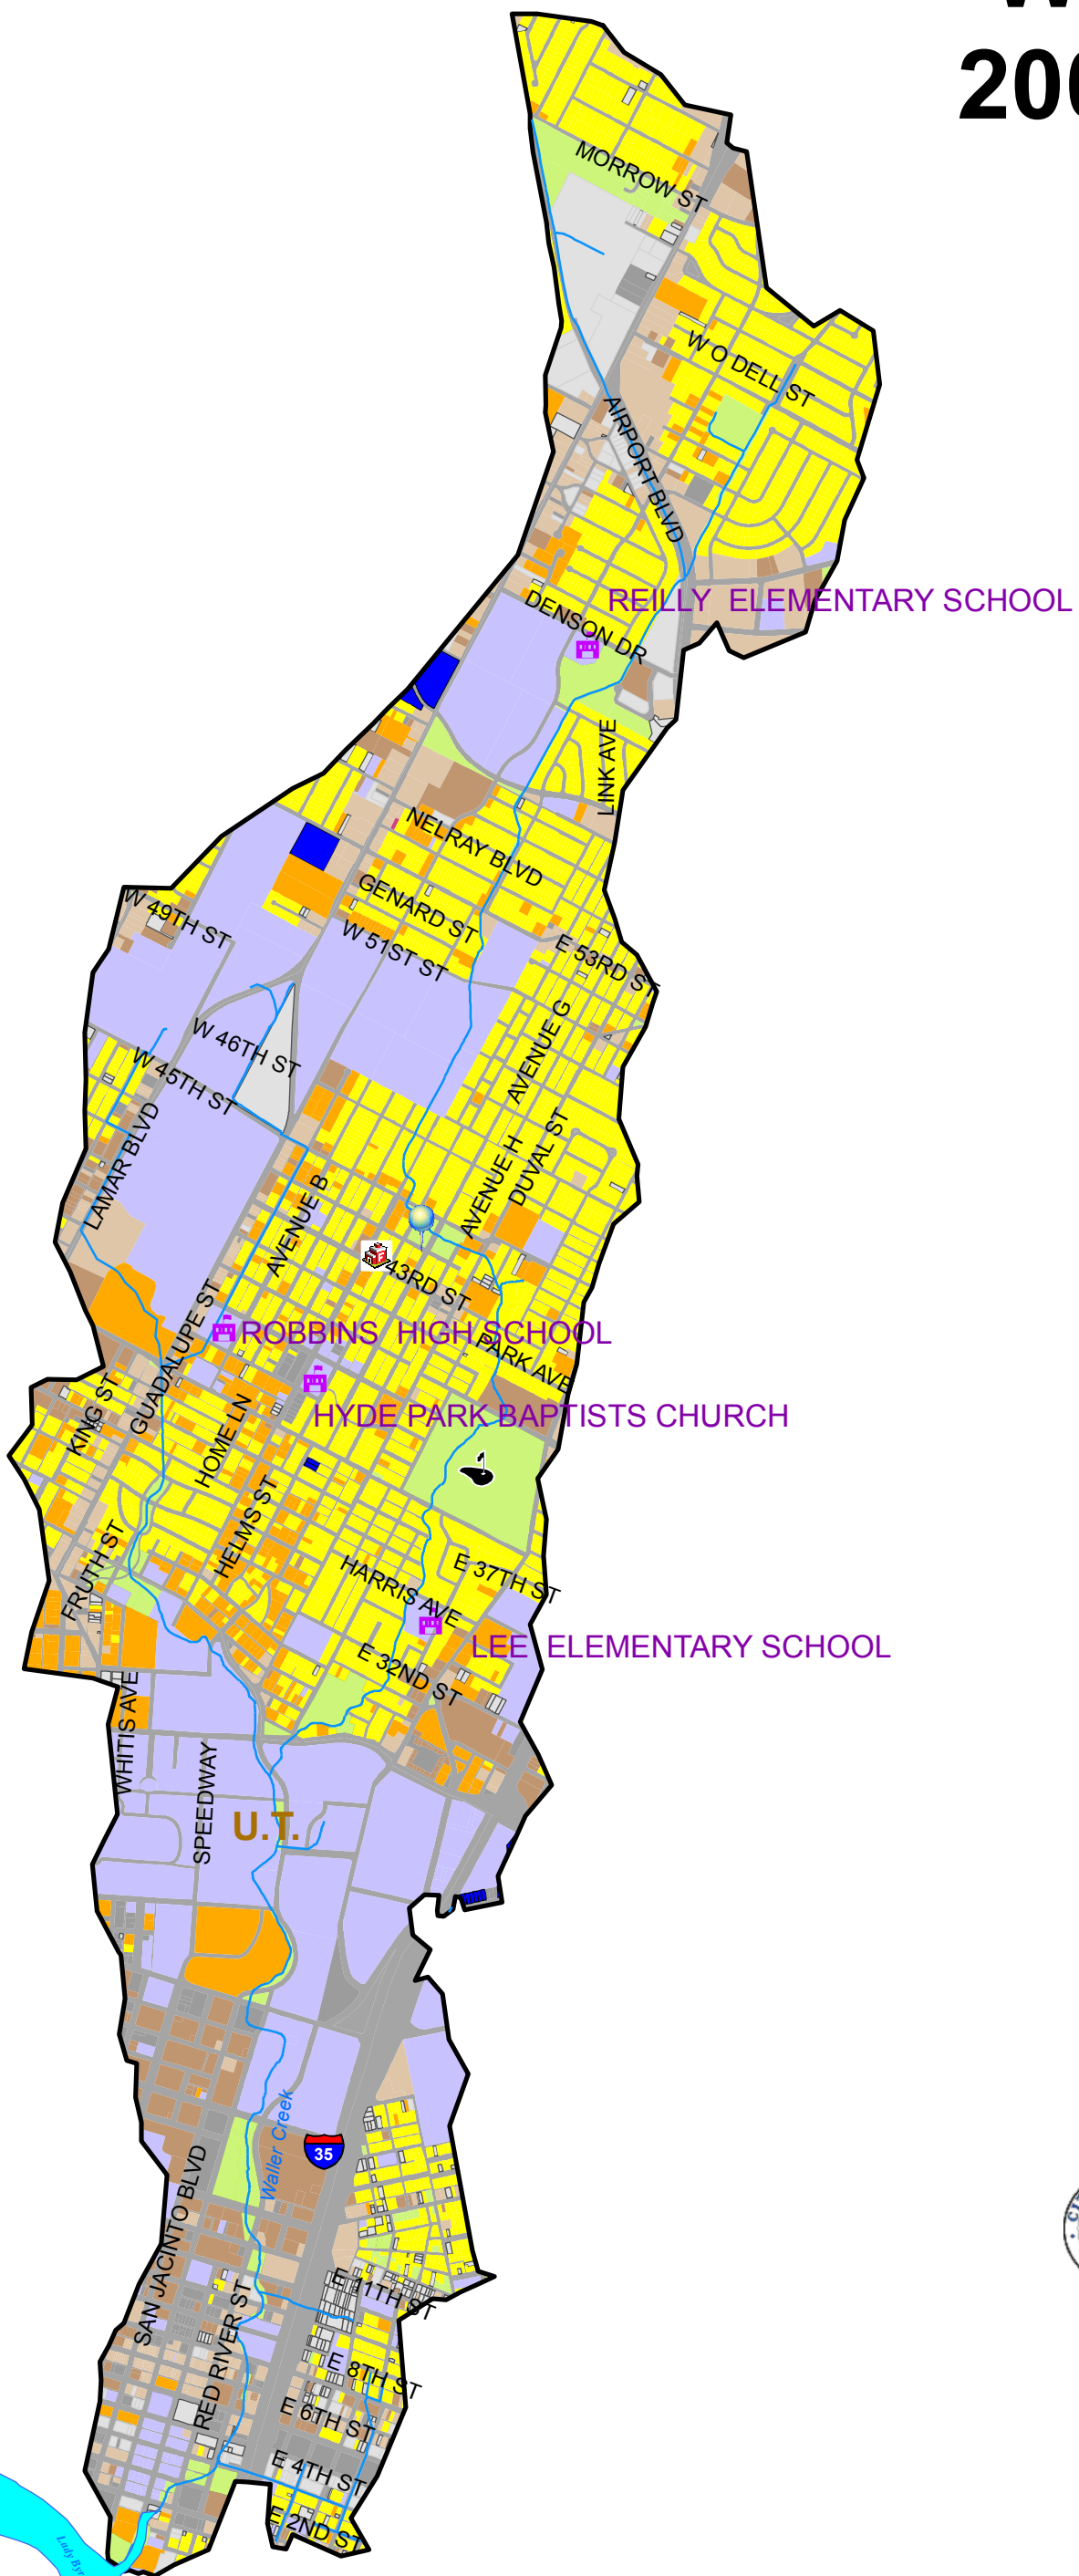 200
MORROW ST
W O DELL ST
AIRPORT BLVD
REILLY  ELEMENTARY SCHOOL
DENSON DR
LINK AVE
NELRAY BLVD
GENARD ST
W 49TH ST
W 51ST ST
E 53RD ST
AVENUE G
W 46TH ST
W 45TH ST
LAMAR BLVD
DUVAL ST
AVENUE H
AVENUE B
43RD ST
ROBBINS  HIGH SCHOOL
PARK AVE
GUADALUPE ST
KING ST
HOME LN
HYDE PARK BAPTISTS CHURCH
HELMS ST
FRUTH ST
HARRIS AVE
E 37TH ST
LEE  ELEMENTARY SCHOOL
E 32ND ST
WHITIS AVE
SPEEDWAY
U.T.
Waller Creek
35
SAN JACINTO BLVD
RED RIVER ST
E 11TH ST
E 8TH ST
E 6TH ST
E 4TH ST
E 2ND ST
Lady Byr